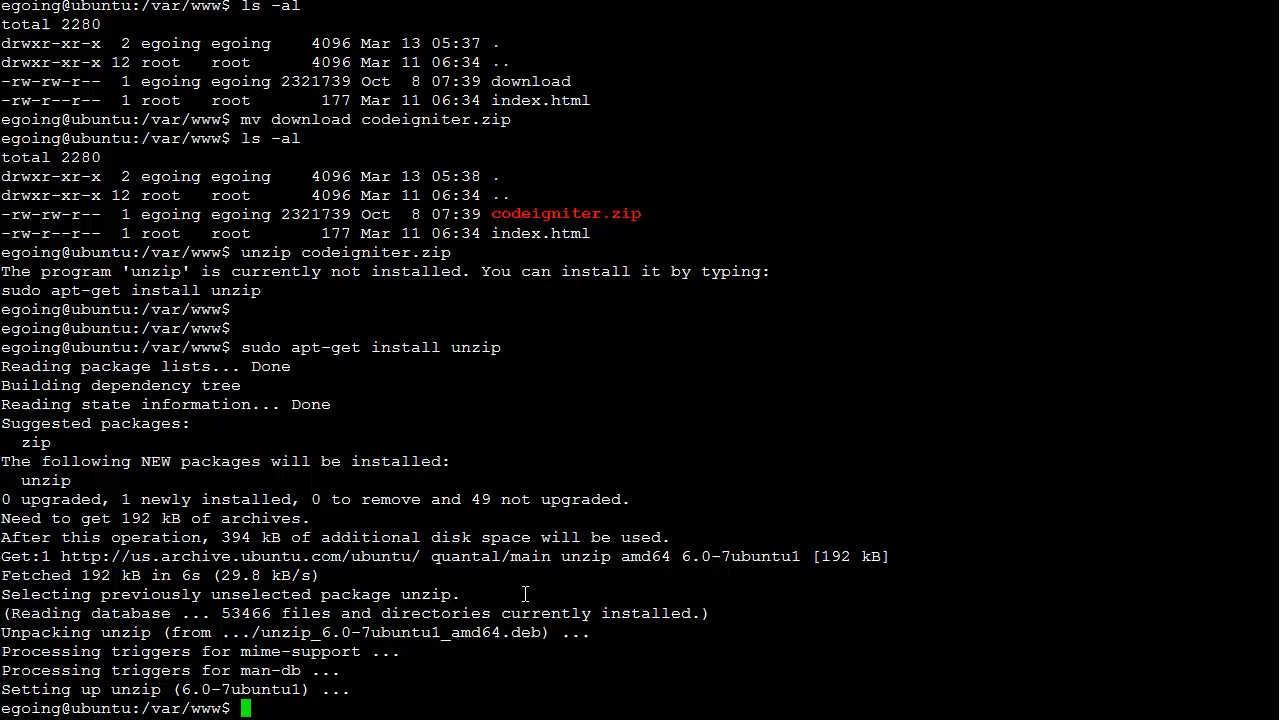 egoing@ubuntu:/var/www$ ls -al
total 2280
drwxr-xr-x  2 egoing egoing    4096 Mar 13 05:37 .
drwxr-xr-x 12 root   root      4096 Mar 11 06:34 ..
-rw-rw-r--  1 egoing egoing 2321739 Oct  8 07:39 download
-rw-r--r--  1 root   root       177 Mar 11 06:34 index.html
egoing@ubuntu:/var/www$ mv download codeigniter.zip
egoing@ubuntu:/var/www$ ls -al
total 2280
drwxr-xr-x  2 egoing egoing    4096 Mar 13 05:38 .
drwxr-xr-x 12 root   root      4096 Mar 11 06:34 ..
-rw-rw-r--  1 egoing egoing 2321739 Oct  8 07:39 codeigniter.zip
-rw-r--r--  1 root   root       177 Mar 11 06:34 index.html
egoing@ubuntu:/var/www$ unzip codeigniter.zip
The program 'unzip' is currently not installed. You can install it by typing:
sudo apt-get install unzip
egoing@ubuntu:/var/www$
egoing@ubuntu:/var/www$
egoing@ubuntu:/var/www$ sudo apt-get install unzip
Reading package lists... Done
Building dependency tree
Reading state information... Done
Suggested packages:
  zip
The following NEW packages will be installed:
  unzip
0 upgraded, 1 newly installed, 0 to remove and 49 not upgraded.
Need to get 192 kB of archives.
After this operation, 394 kB of additional disk space will be used.
Get:1 http://us.archive.ubuntu.com/ubuntu/ quantal/main unzip amd64 6.0-7ubuntu1 [192 kB]
Fetched 192 kB in 6s (29.8 kB/s)
Selecting previously unselected package unzip.
(Reading database ... 53466 files and directories currently installed.)
Unpacking unzip (from .../unzip_6.0-7ubuntu1_amd64.deb) ...
Processing triggers for mime-support ...
Processing triggers for man-db ...
Setting up unzip (6.0-7ubuntu1) ...
egoing@ubuntu:/var/www$